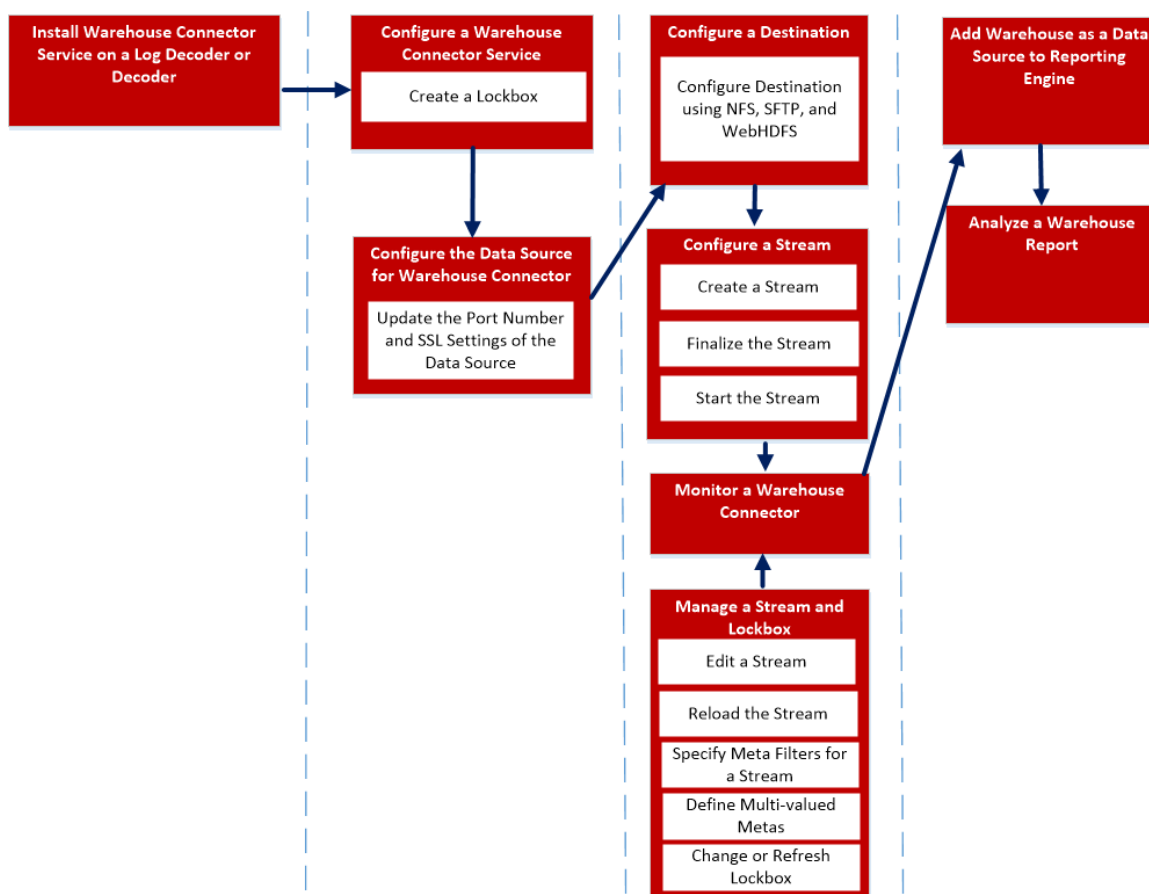 Install Warehouse Connector
Service on a Log Decoder or
Decoder
Configure a Warehouse
Connector Service
Create a Lockbox
Configure the Data Source
for Warehouse Connector
Update the Port Number
and SSL Settings of the
Data Source
Configure a Destination
Configure Destination
using NFS, SFTP, and
WebHDFS
Configure a Stream
Create a Stream
Finalize the Stream
Start the Stream
Monitor a Warehouse
Connector
Manage a Stream and
Lockbox
Edit a Stream
Reload the Stream
Specify Meta Filters for
a Stream
Define Multi-valued
Metas
Change or Refresh
Lockbox
Add Warehouse as a Data
Source to Reporting
Engine
Analyze a Warehouse
Report